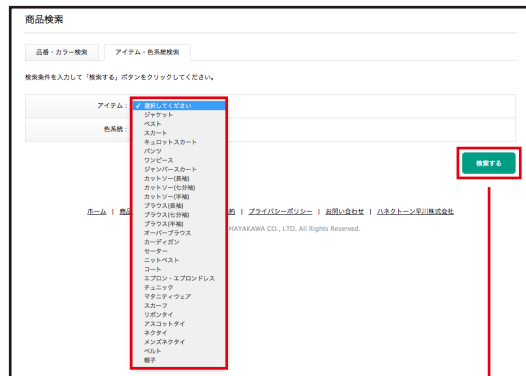 商品検索
品番・カラー検索 アイテム・色系統検索
検索条件を入力して「検索する」ボタンをクリックしてください。
アイテム：
✓ 選択してください
色系統：
ジャケット
ベスト
スカート
キュロットスカート
パンツ
ワンピース
ジャンパースカート
カットソー(長袖)
カットソー(七分袖)
カットソー(半袖)
ブラウス(長袖)
ブラウス(七分袖)
ブラウス(半袖)
オーバーブラウス
カーディガン
セーター
ニットベスト
コート
エプロン・エプロンドレス
チュニック
マタニティウェア
スカーフ
リボンタイ
アスコットタイ
ネクタイ
メンズネクタイ
ベルト
帽子
検索する
ホーム | 商品 約 | プライバシーポリシー | お問い合わせ | ハネクトーン早川株式会社
HAYAKAWA CO., LTD. All Rights Reserved.